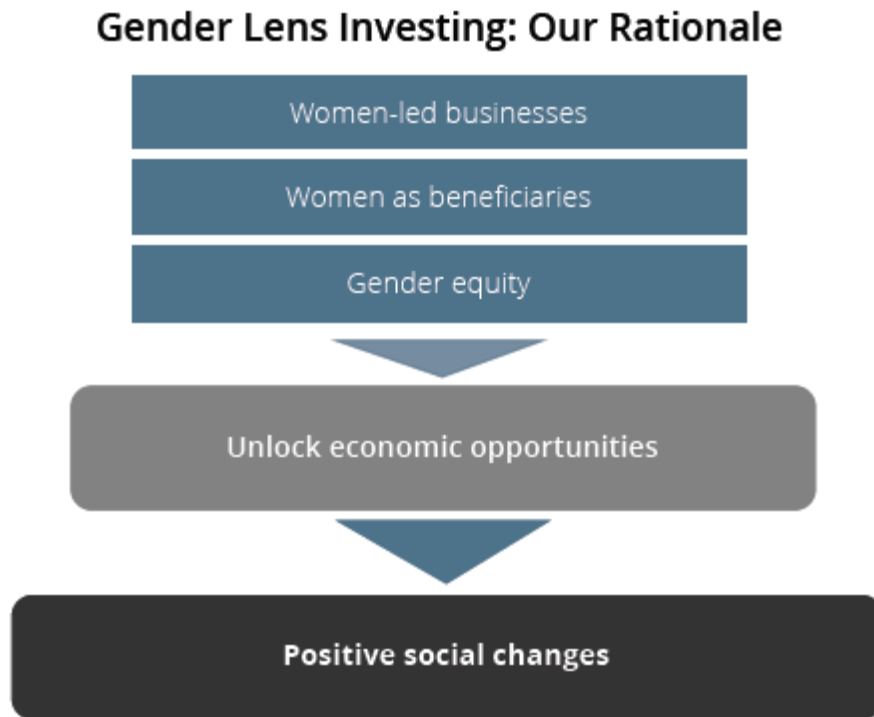 Gender Lens Investing: Our Rationale
Women-led businesses
Women as beneficiaries
Gender equity
Unlock economic opportunities
Positive social changes